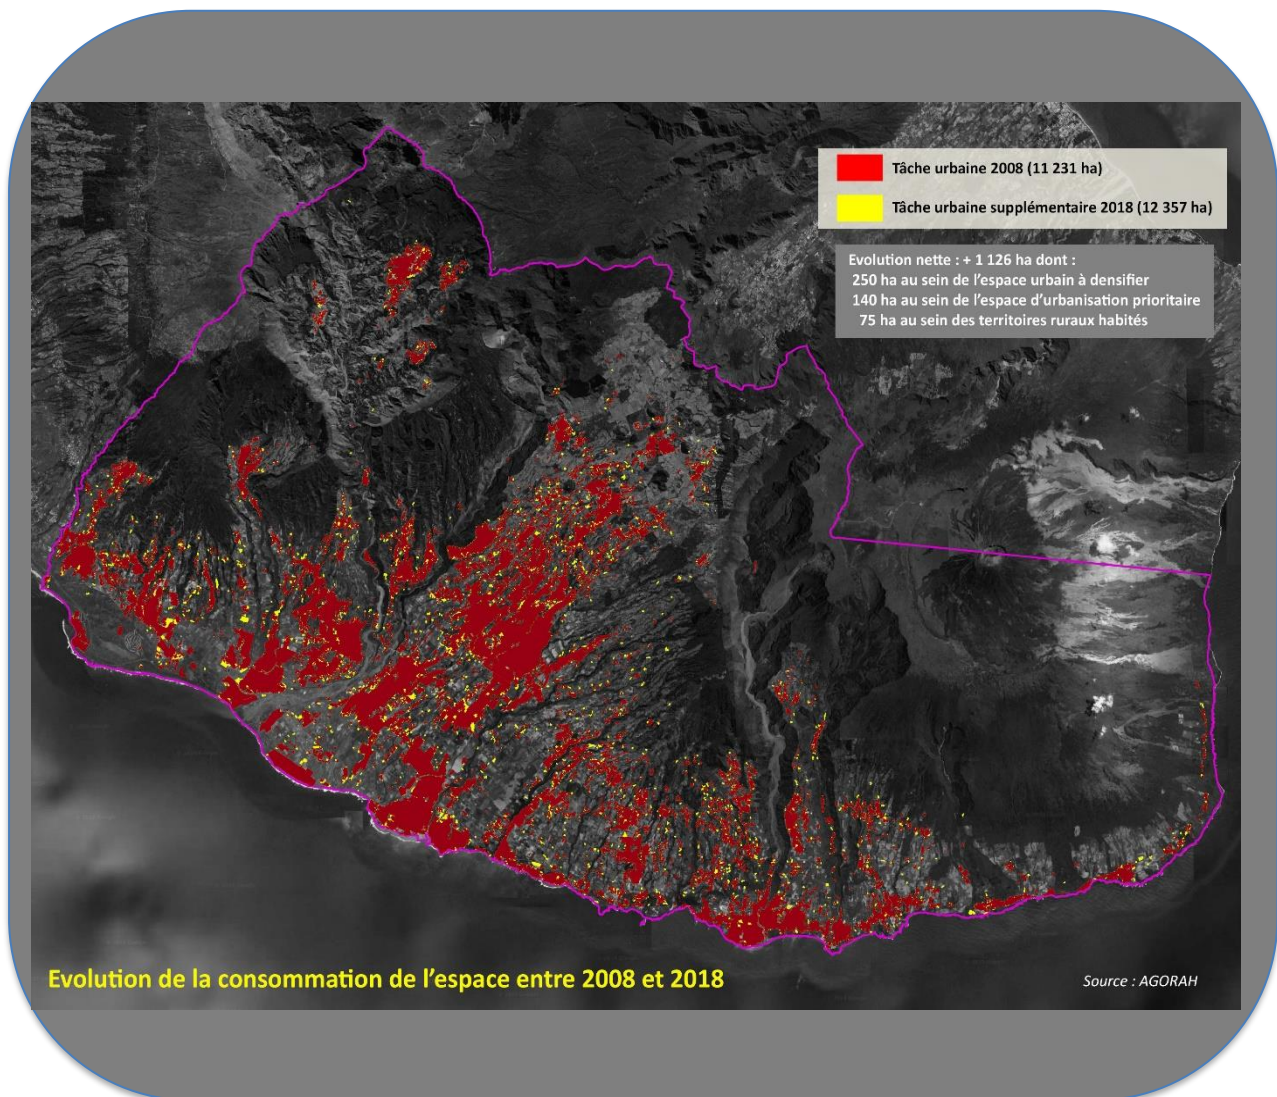 Tâche urbaine 2008 (11 231 ha)
Tâche urbaine supplémentaire 2018 (12 357 ha)
Evolution nette : + 1 126 ha dont :
250 ha au sein de l'espace urbain à densifier
140 ha au sein de l'espace d'urbanisation prioritaire
75 ha au sein des territoires ruraux habités
Evolution de la consommation de l'espace entre 2008 et 2018
Source : AGORAH